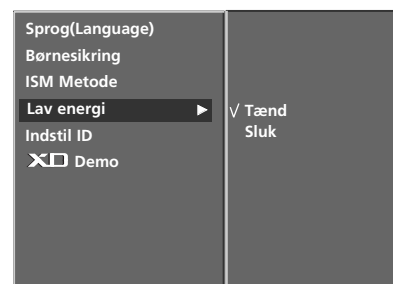 Sprog(Language)
Børnesikring
ISM Metode
Lav energi
Indstil ID
XD Demo
√ Tænd
Sluk